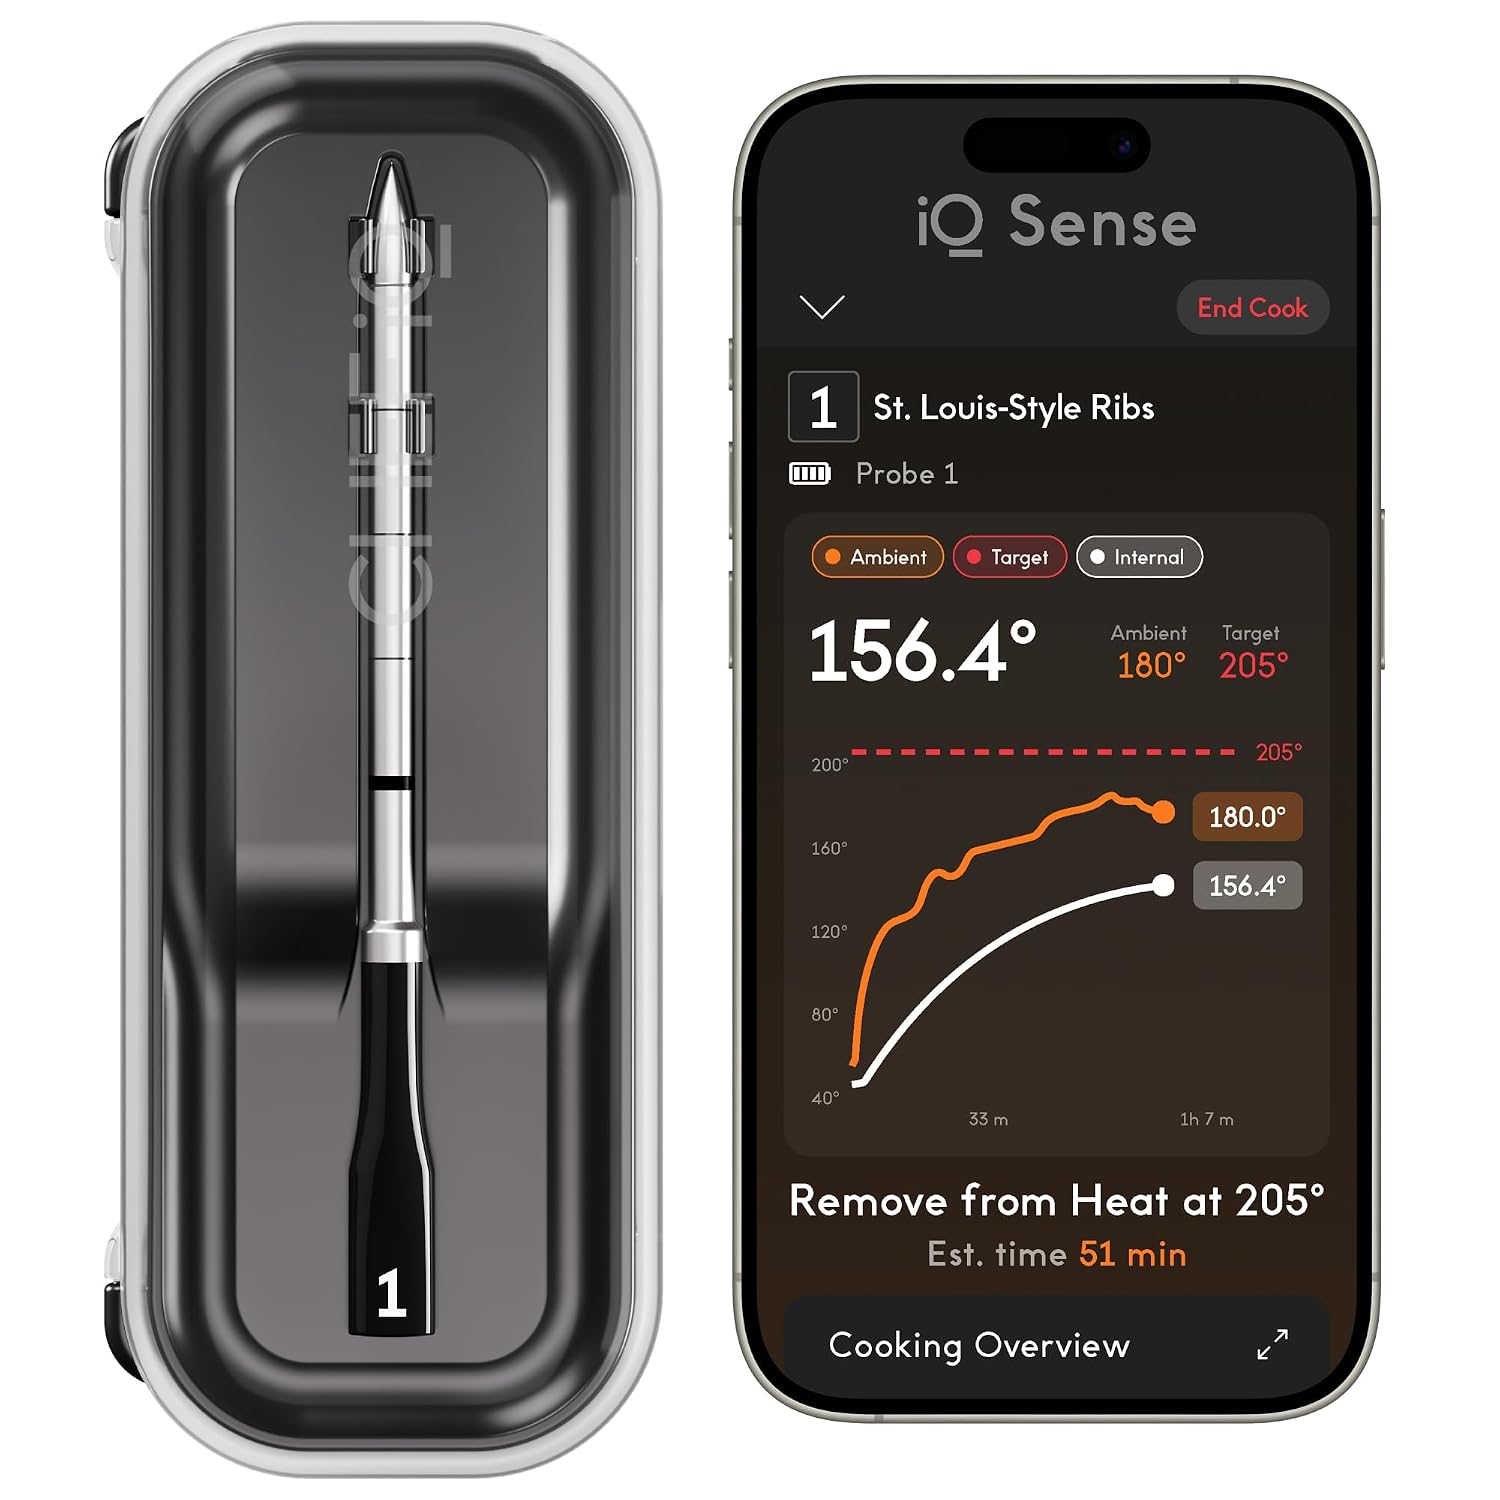 CHEF iQ
1
iQ Sense
End Cook
1 St. Louis-Style Ribs
Probe 1
Ambient Target Internal
156.4°
Ambient Target
180° 205°
205°
200°
180.0°
160°
156.4°
120°
80°
40°
33 m 1h 7 m
Remove from Heat at 205°
Est. time 51 min
Cooking Overview